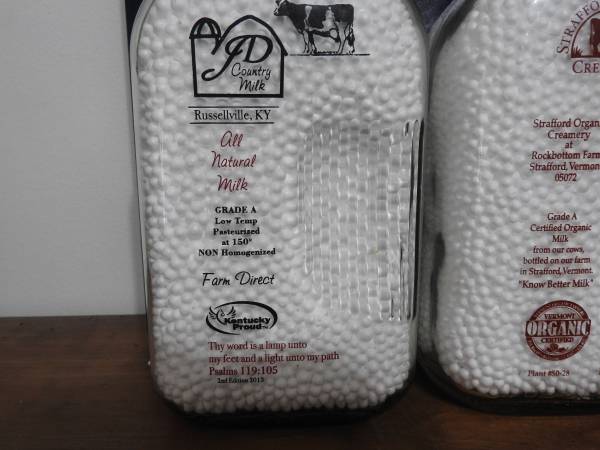 JD
Country
Milk
Russellville, KY
All
Natural
Milk
GRADE A
Low Temp
Pasteurized
at 150°
NON Homogenized
Farm Direct
Kentucky
Proud
Thy word is a lamp unto
my feet and a light unto my path
Psalms 119:105
2nd Edition 2013
STRAFFO
CRE
Strafford Organ
Creamery
at
Rockbottom Farm
Strafford, Vermon
05072
Grade A
Certified Organic
Milk
from our cows,
bottled on our farm
in Strafford, Vermont.
"Know Better Milk"
VERMONT
ORGANIC
CERTIFIED
Plant #50-28